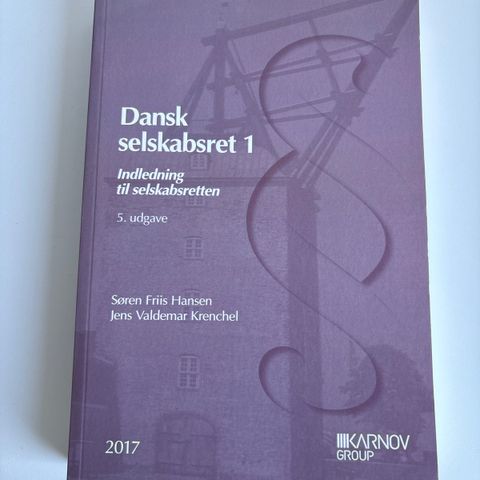 Dansk
selskabsret 1
Indledning
til selskabsretten
5. udgave
Søren Friis Hansen
Jens Valdemar Krenchel
2017
KARNOV
GROUP